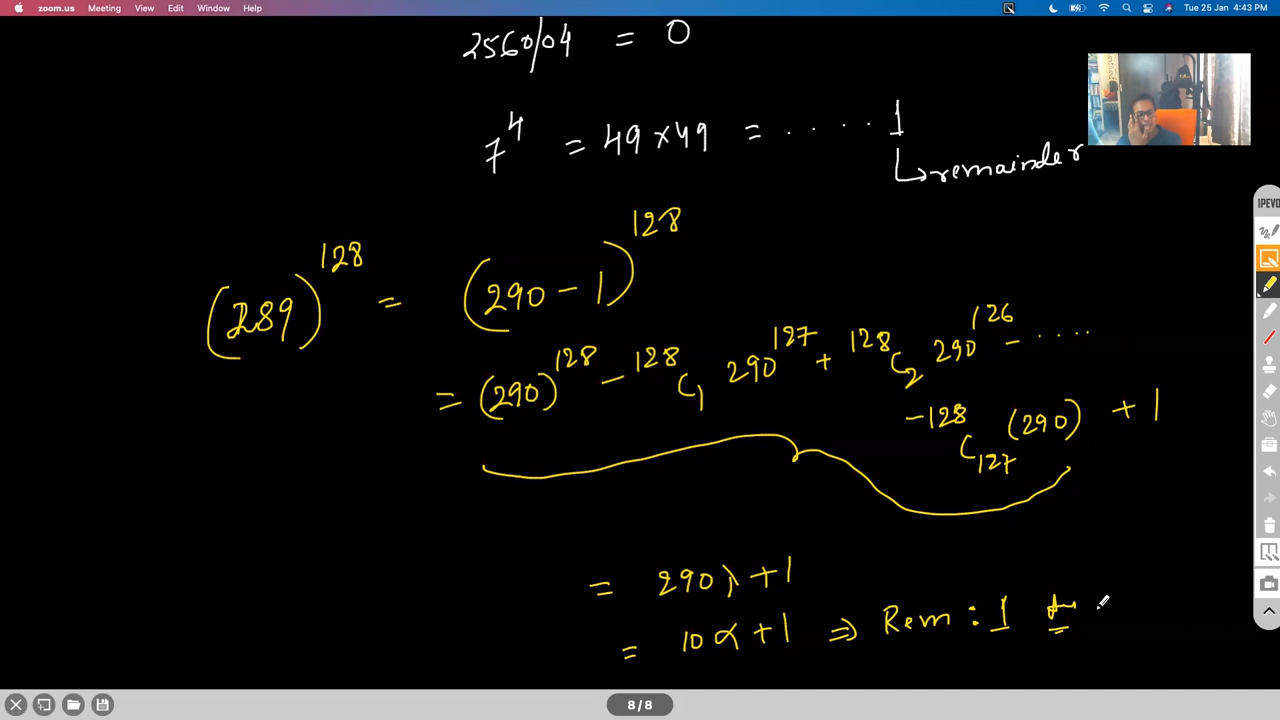 zoom.us Meeting View Edit Window Help Tue 25 Jan 4:43 PM
2560/04 = 0
7^4 = 49×49 = ..... 1
↳ remainder
IPEVO
(289)^128 = (290 - 1)^128
= (290)^128 - 128C1 290^127 + 128C2 290^126 - ....
-128C127 (290) + 1
= 290λ + 1
= 10α + 1 ⇒ Rem : 1
8/8